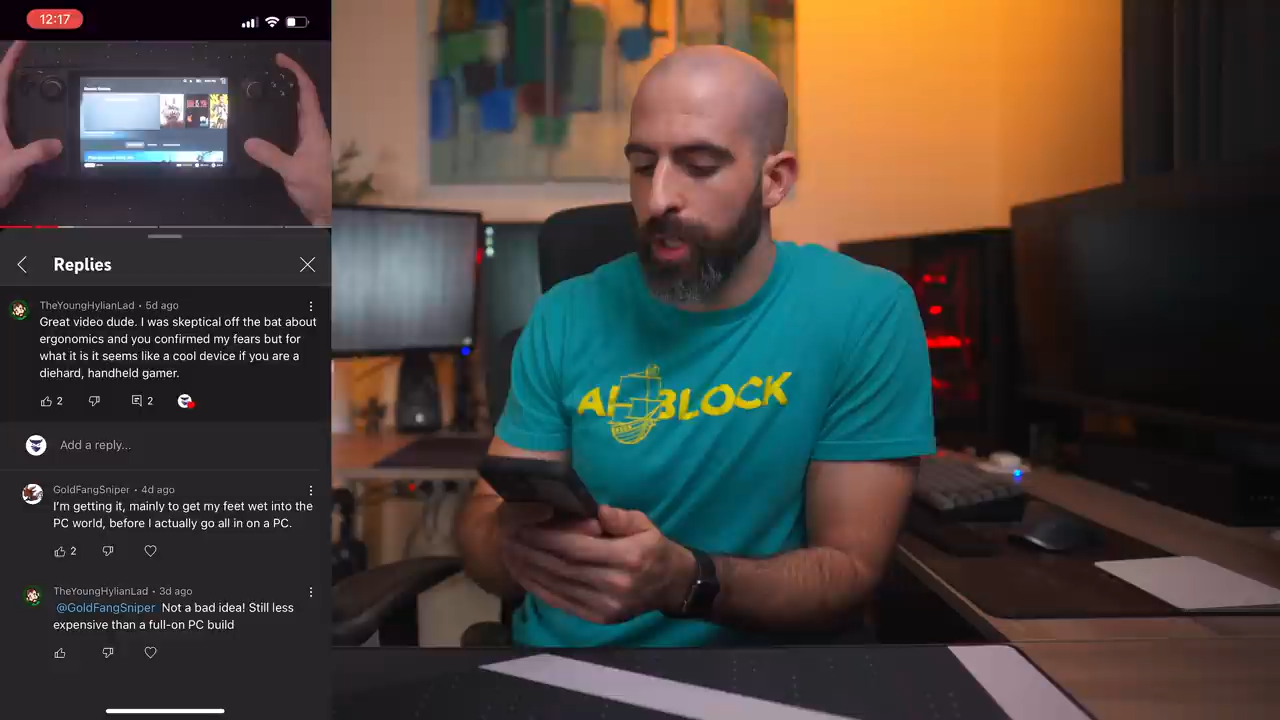 12:17
Replies
TheYoungHylianLad • 5d ago
Great video dude. I was skeptical off the bat about
ergonomics and you confirmed my fears but for
what it is it seems like a cool device if you are a
diehard, handheld gamer.
2
2
Add a reply...
GoldFangSniper • 4d ago
I'm getting it, mainly to get my feet wet into the
PC world, before I actually go all in on a PC.
2
TheYoungHylianLad • 3d ago
@GoldFangSniper Not a bad idea! Still less
expensive than a full-on PC build
BLOCK